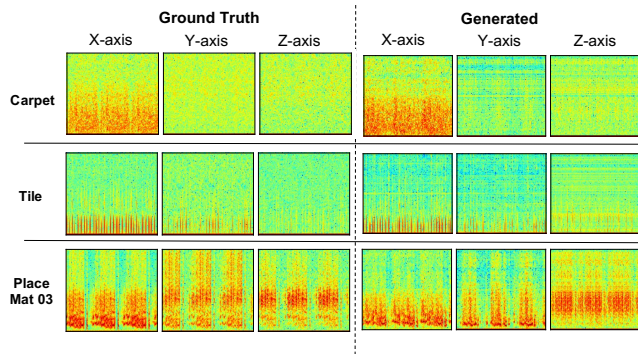 Ground Truth
Generated
X-axis Y-axis Z-axis X-axis Y-axis Z-axis
Carpet
Tile
Place
Mat 03